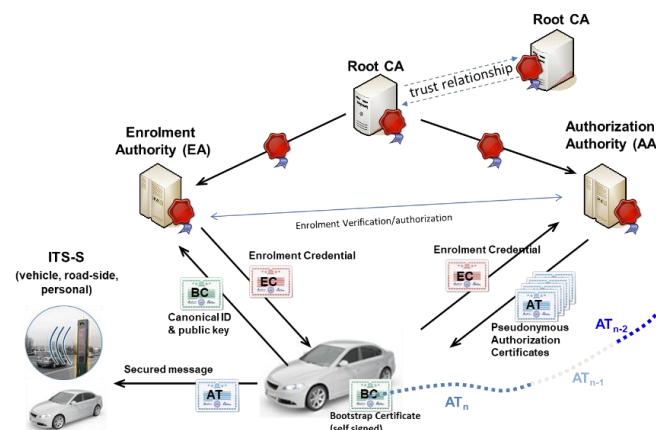 Root CA
Root CA
trust relationship
Enrolment
Authority (EA)
Authorization
Authority (AA
Enrolment Verification/authorization
ITS-S
(vehicle, road-side,
personal)
Enrolment Credential
EC
Enrolment Credential
EC
BC
Canonical ID
& public key
AT
Pseudonymous
Authorization
Certificates
ATn-2
Secured message
AT
BC
ATn
ATn-1
Bootstrap Certificate
(self signed)